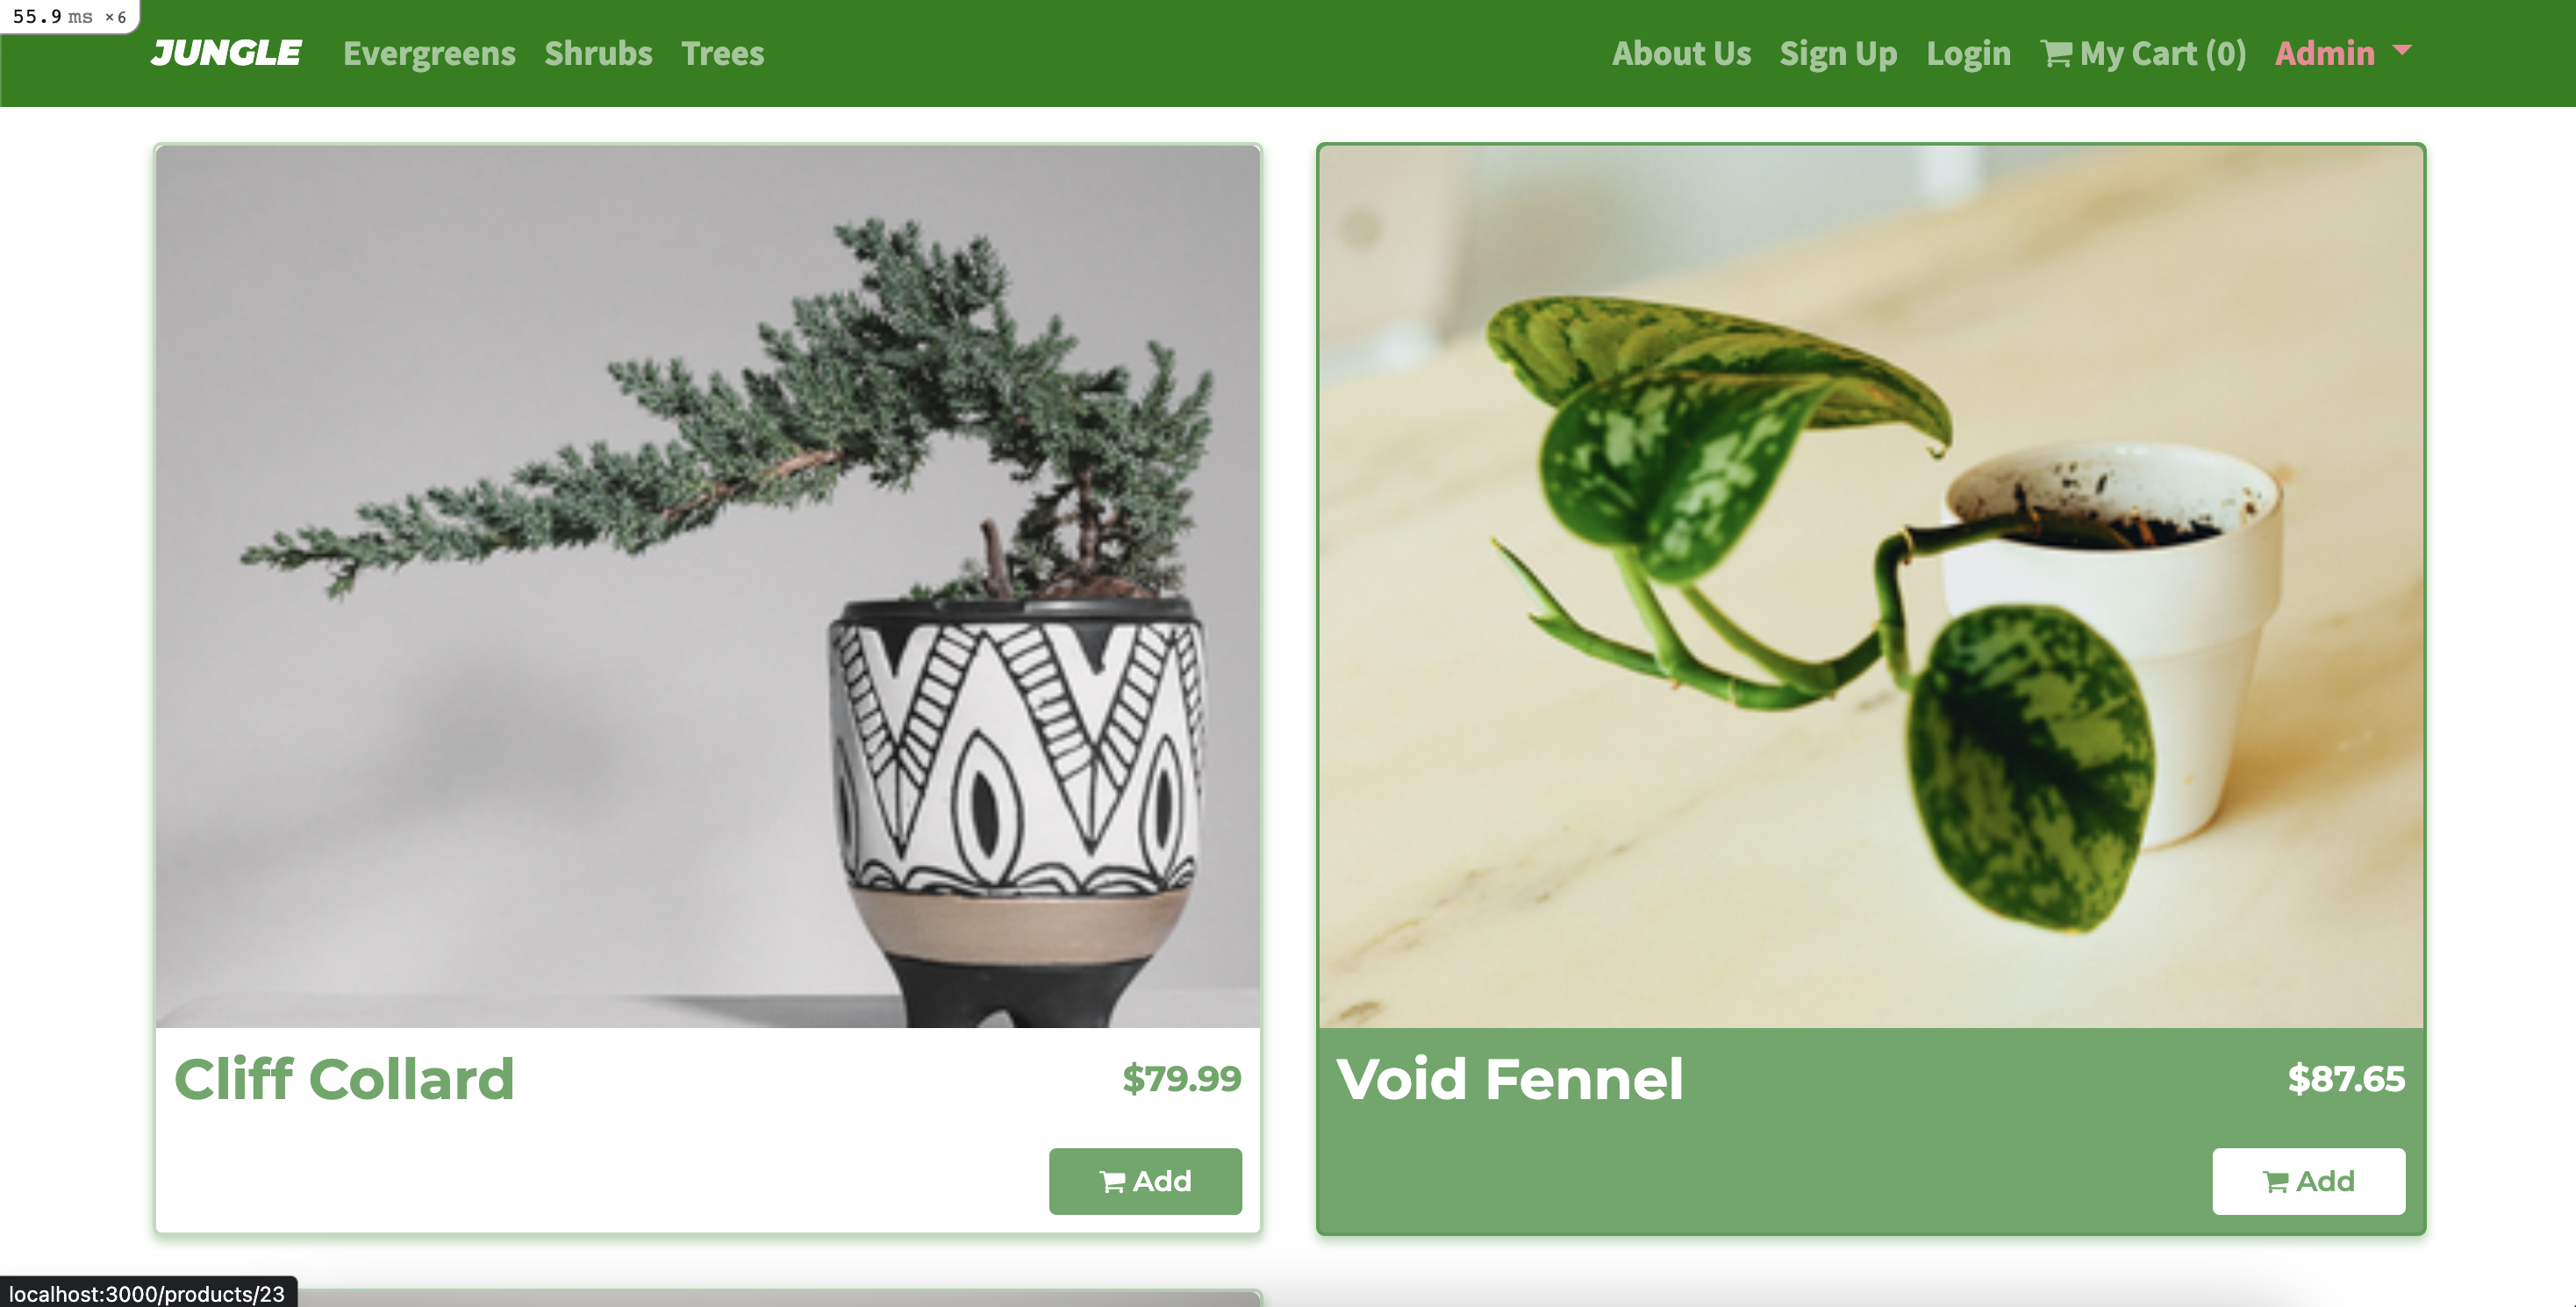 55.9 ms ×6
JUNGLE Evergreens Shrubs Trees About Us Sign Up Login My Cart (0) Admin
Cliff Collard $79.99
Add
Void Fennel $87.65
Add
localhost:3000/products/23